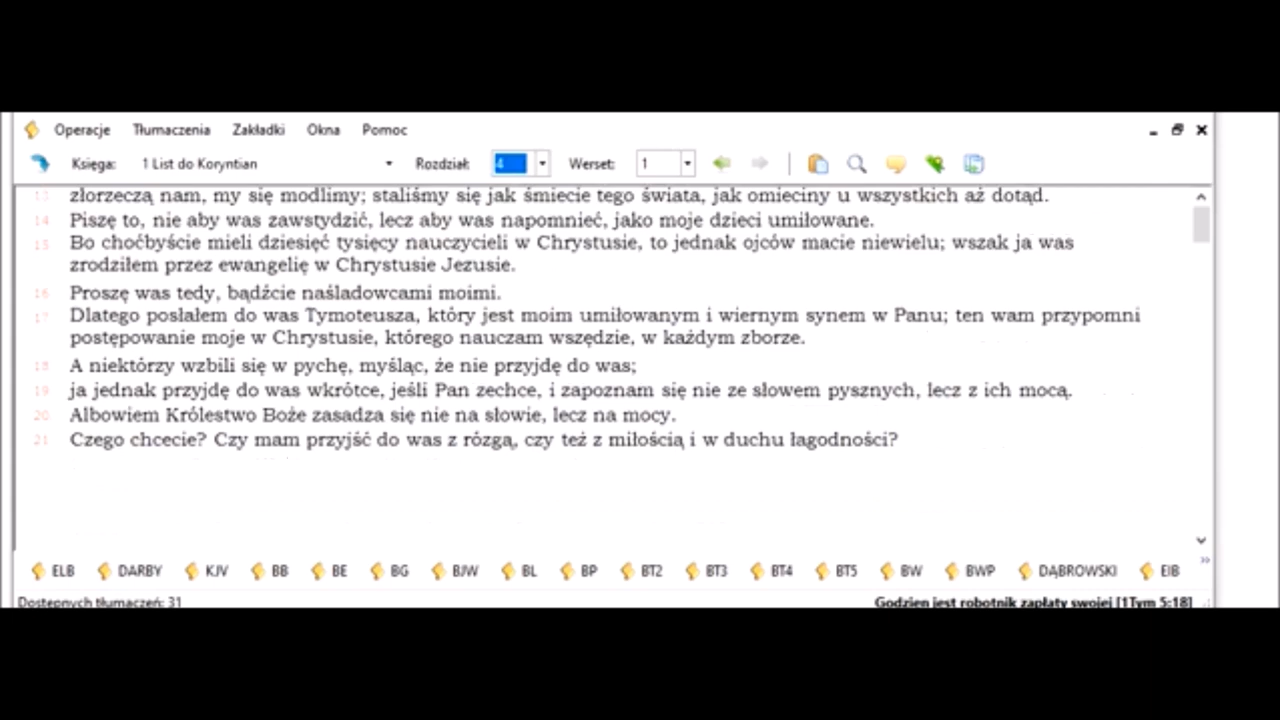 Operacje Tłumaczenia Zakładki Okna Pomoc
Księga: 1 List do Koryntian Rozdział: 4 Werset: 1
13 złorzeczą nam, my się modlimy; staliśmy się jak śmiecie tego świata, jak omieciny u wszystkich aż dotąd.
14 Piszę to, nie aby was zawstydzić, lecz aby was napomnieć, jako moje dzieci umiłowane.
15 Bo choćbyście mieli dziesięć tysięcy nauczycieli w Chrystusie, to jednak ojców macie niewielu; wszak ja was
zrodziłem przez ewangelię w Chrystusie Jezusie.
16 Proszę was tedy, bądźcie naśladowcami moimi.
17 Dlatego posłałem do was Tymoteusza, który jest moim umiłowanym i wiernym synem w Panu; ten wam przypomni
postępowanie moje w Chrystusie, którego nauczam wszędzie, w każdym zborze.
18 A niektórzy wzbili się w pychę, myśląc, że nie przyjdę do was;
19 ja jednak przyjdę do was wkrótce, jeśli Pan zechce, i zapoznam się nie ze słowem pysznych, lecz z ich mocą.
20 Albowiem Królestwo Boże zasadza się nie na słowie, lecz na mocy.
21 Czego chcecie? Czy mam przyjść do was z rózgą, czy też z miłością i w duchu łagodności?
ELB DARBY KJV BB BE BG BJW BL BP BT2 BT3 BT4 BT5 BW BWP DĄBROWSKI EIB
Dostępnych tłumaczeń: 31 Godzien jest robotnik zapłaty swojej [1Tym 5:18]